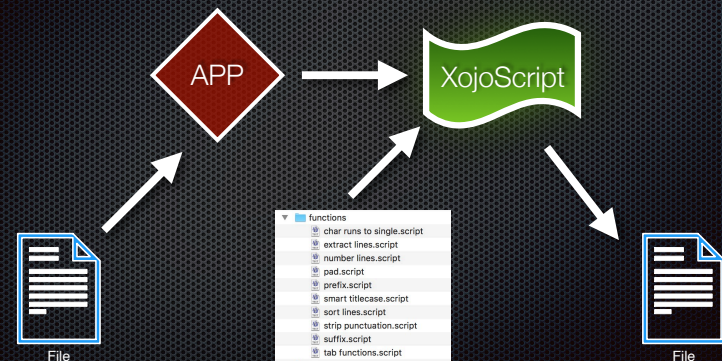 APP
XojoScript
functions
char runs to single.script
extract lines.script
number lines.script
pad.script
prefix.script
smart titlecase.script
sort lines.script
strip punctuation.script
suffix.script
tab functions.script
File
File